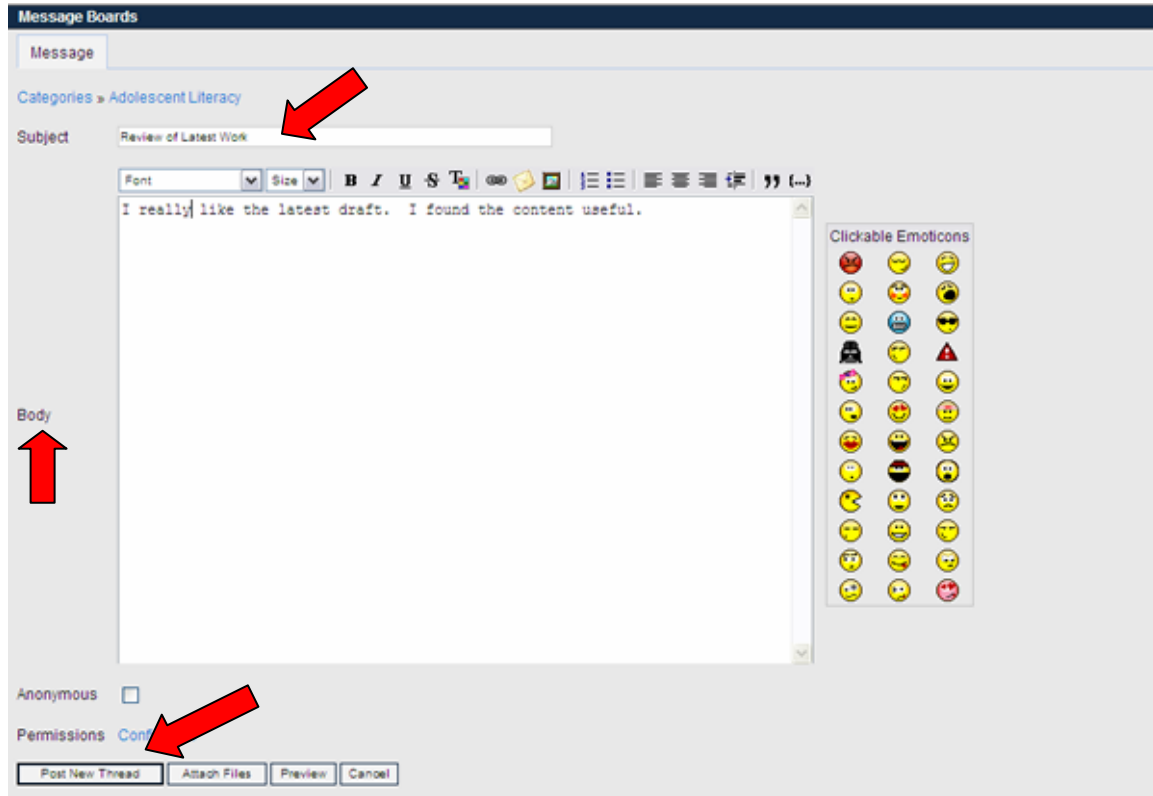 Message Boards
Message
Categories » Adolescent Literacy
Subject Review of Latest Work
Font Size B I U S T
I really like the latest draft. I found the content useful.
Clickable Emoticons
Body
Anonymous
Permissions
Post New Thread Attach Files Preview Cancel